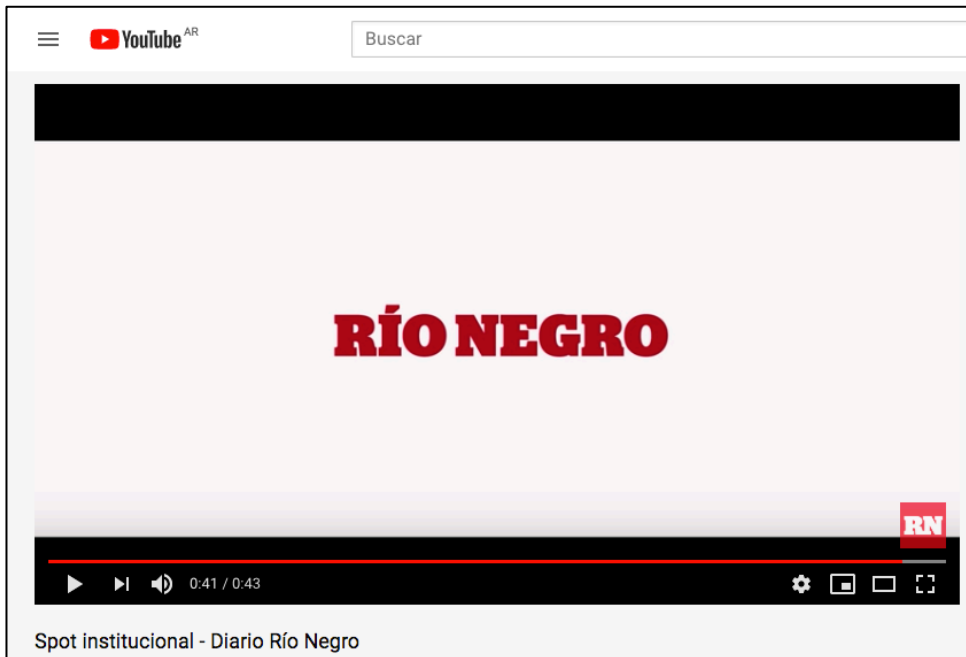 YouTube AR
Buscar
RÍO NEGRO
RN
0:41 / 0:43
Spot institucional - Diario Río Negro